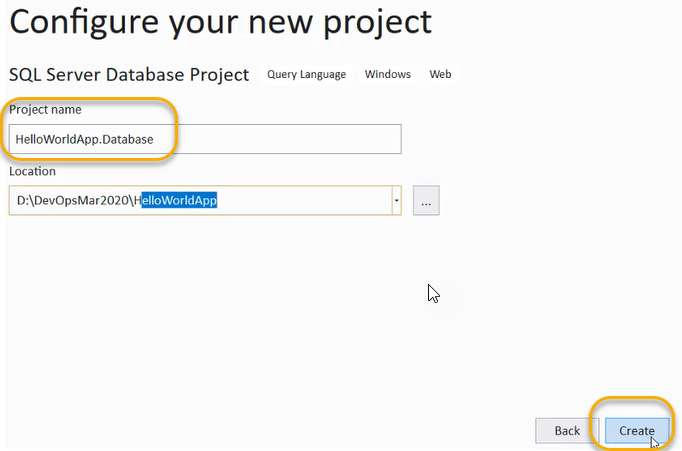 Configure your new project
SQL Server Database Project Query Language Windows Web
Project name
HelloWorldApp.Database
Location
D:\DevOpsMar2020\HelloWorldApp
...
Back Create